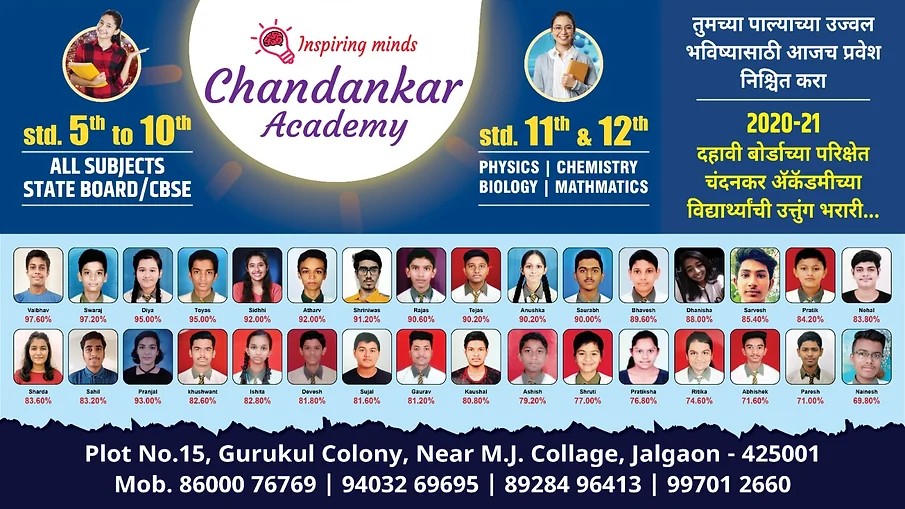 Inspiring minds
Chandankar
Academy
std. 5th to 10th
ALL SUBJECTS
STATE BOARD/CBSE
std. 11th & 12th
PHYSICS | CHEMISTRY
BIOLOGY | MATHMATICS
तुमच्या पाल्याच्या उज्वल
भविष्यासाठी आजच प्रवेश
निश्चित करा
2020-21
दहावी बोर्डाच्या परिक्षेत
चंदनकर ॲकॅडमीच्या
विद्यार्थ्यांची उत्तुंग भरारी...
Vaibhav Swaraj Diya Toyas Sidhhi Atharv Shriniwas Rajas Tejas Anushka Saurabh Bhavesh Dhanisha Sarvesh Pratik Nehal
97.60% 97.20% 95.00% 95.00% 92.00% 92.00% 91.20% 90.60% 90.20% 90.20% 90.00% 89.60% 88.00% 85.40% 84.20% 83.80%
Sharda Sahil Pranjal khushwant Ishita Devesh Sujal Gaurav Kaushal Ashish Shruti Pratiksha Ritika Abhishek Paresh Nainesh
83.60% 83.20% 93.00% 82.60% 82.80% 81.80% 81.60% 81.20% 80.80% 79.20% 77.00% 76.80% 74.60% 71.60% 71.00% 69.80%
Plot No.15, Gurukul Colony, Near M.J. Collage, Jalgaon - 425001
Mob. 86000 76769 | 94032 69695 | 89284 96413 | 99701 2660